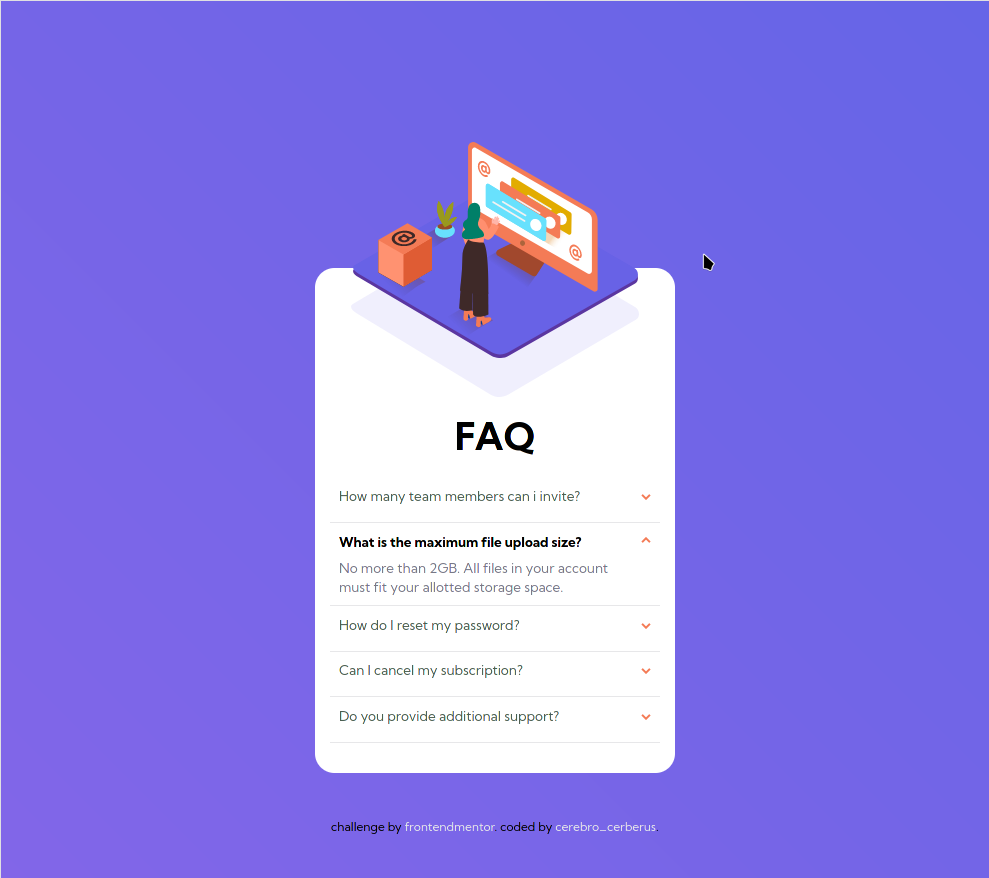 @
@
@
FAQ
How many team members can i invite?
What is the maximum file upload size?
No more than 2GB. All files in your account
must fit your allotted storage space.
How do I reset my password?
Can I cancel my subscription?
Do you provide additional support?
challenge by frontendmentor. coded by cerebro_cerberus.